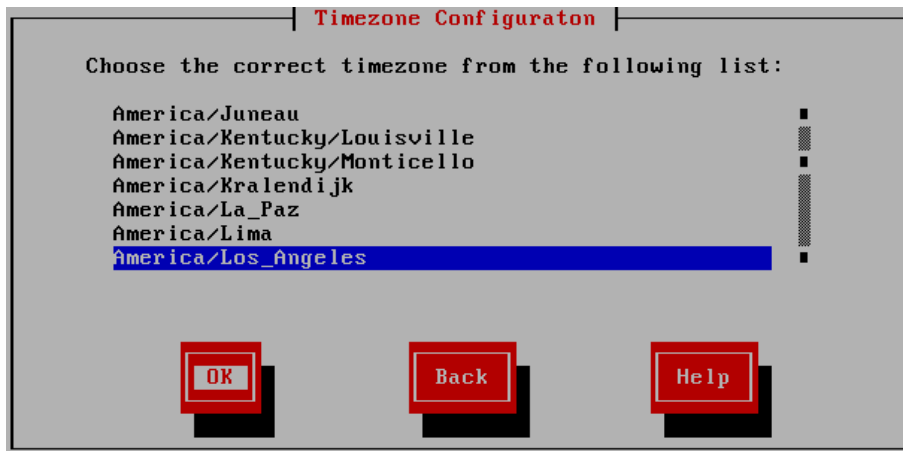 Timezone Configuraton
Choose the correct timezone from the following list:
America/Juneau
America/Kentucky/Louisville
America/Kentucky/Monticello
America/Kralendijk
America/La_Paz
America/Lima
America/Los_Angeles
OK Back Help